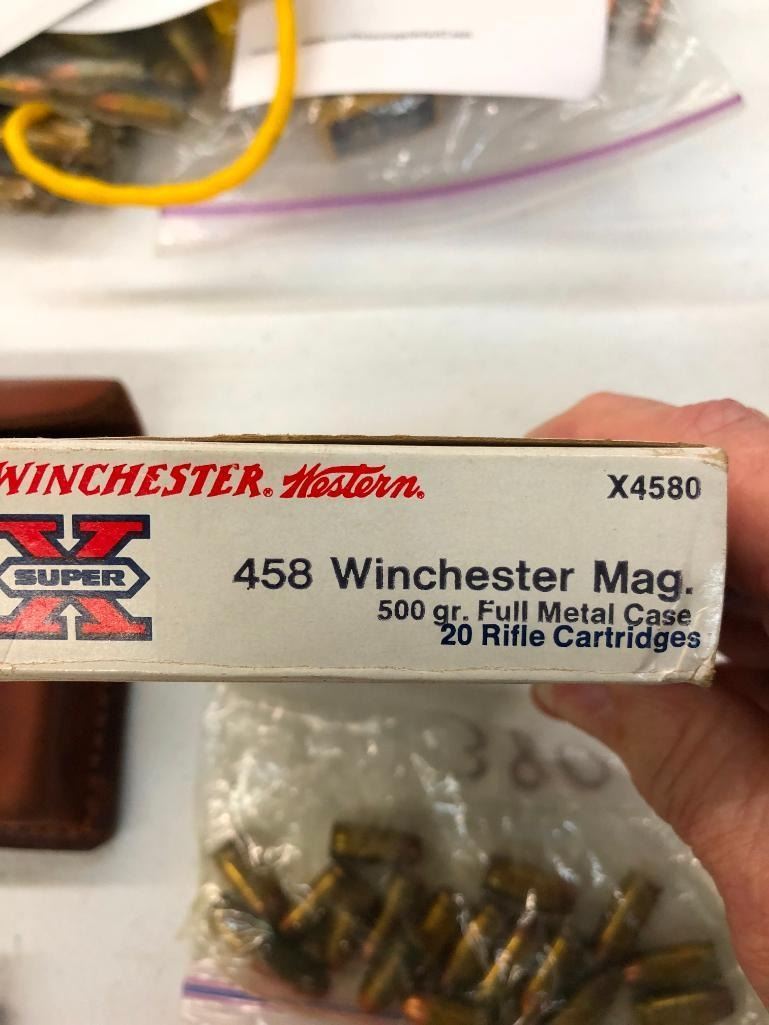 WINCHESTER® Western®
X4580
X
SUPER
458 Winchester Mag.
500 gr. Full Metal Case
20 Rifle Cartridges
380